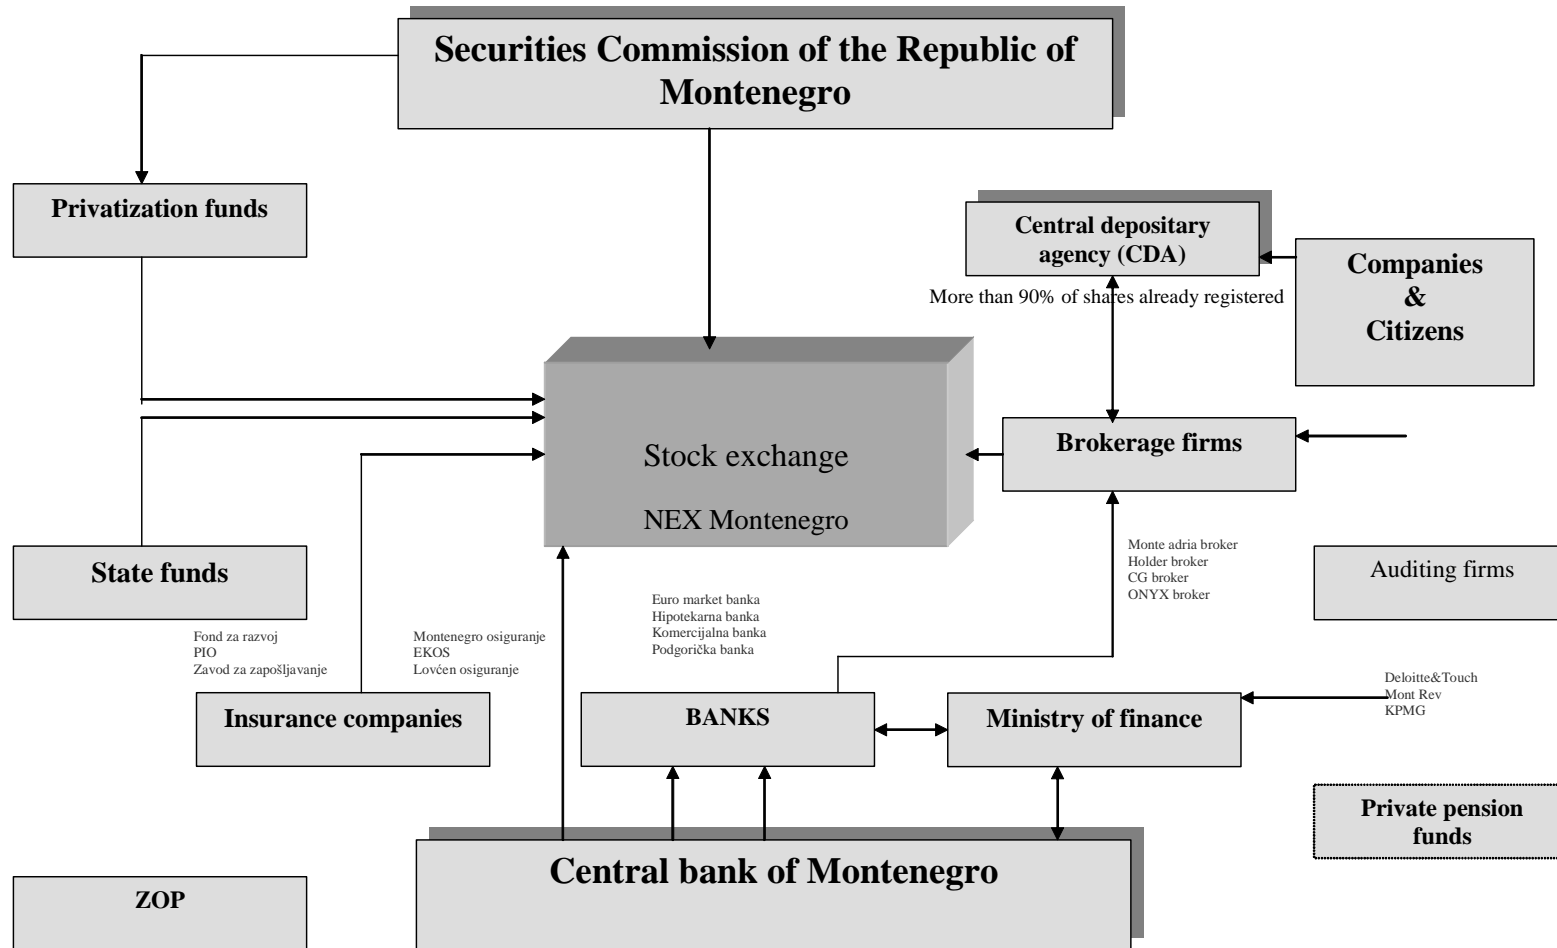 Securities Commission of the Republic of
Montenegro
Privatization funds
Central depositary
agency (CDA)
More than 90% of shares already registered
Companies
&
Citizens
Stock exchange
NEX Montenegro
Brokerage firms
Monte adria broker
Holder broker
CG broker
ONYX broker
State funds
Auditing firms
Fond za razvoj
PIO
Zavod za zapošljavanje
Montenegro osiguranje
EKOS
Lovćen osiguranje
Euro market banka
Hipotekarna banka
Komercijalna banka
Podgorička banka
Deloitte&Touch
Mont Rev
KPMG
Insurance companies
BANKS
Ministry of finance
Private pension
funds
Central bank of Montenegro
ZOP